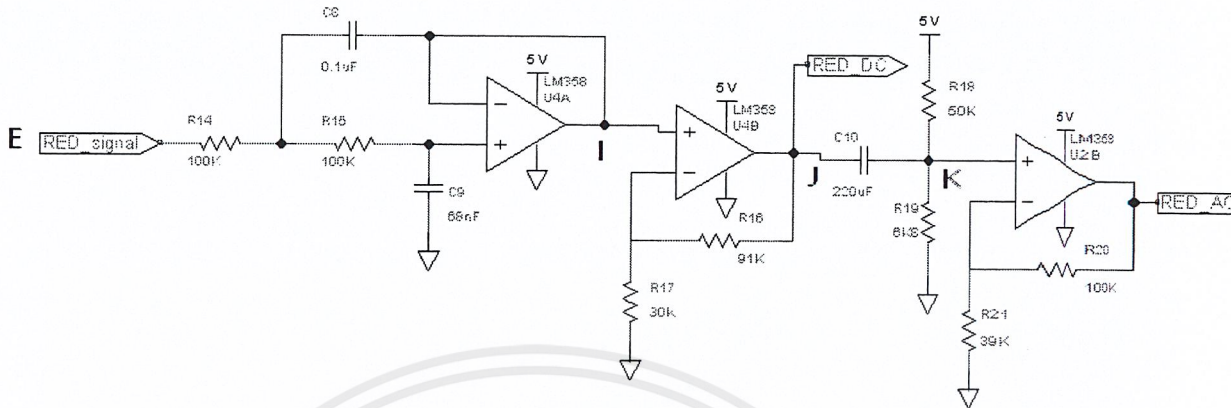 C8
0.1uF
5V
LM358
U4A
E
RED_signal
R14
100K
R15
100K
C9
68nF
I
5V
LM358
U4B
R16
91K
R17
30K
RED_DC
J
C10
220uF
5V
R18
50K
K
R19
6K8
5V
LM358
U2B
RED_AC
R20
100K
R21
39K